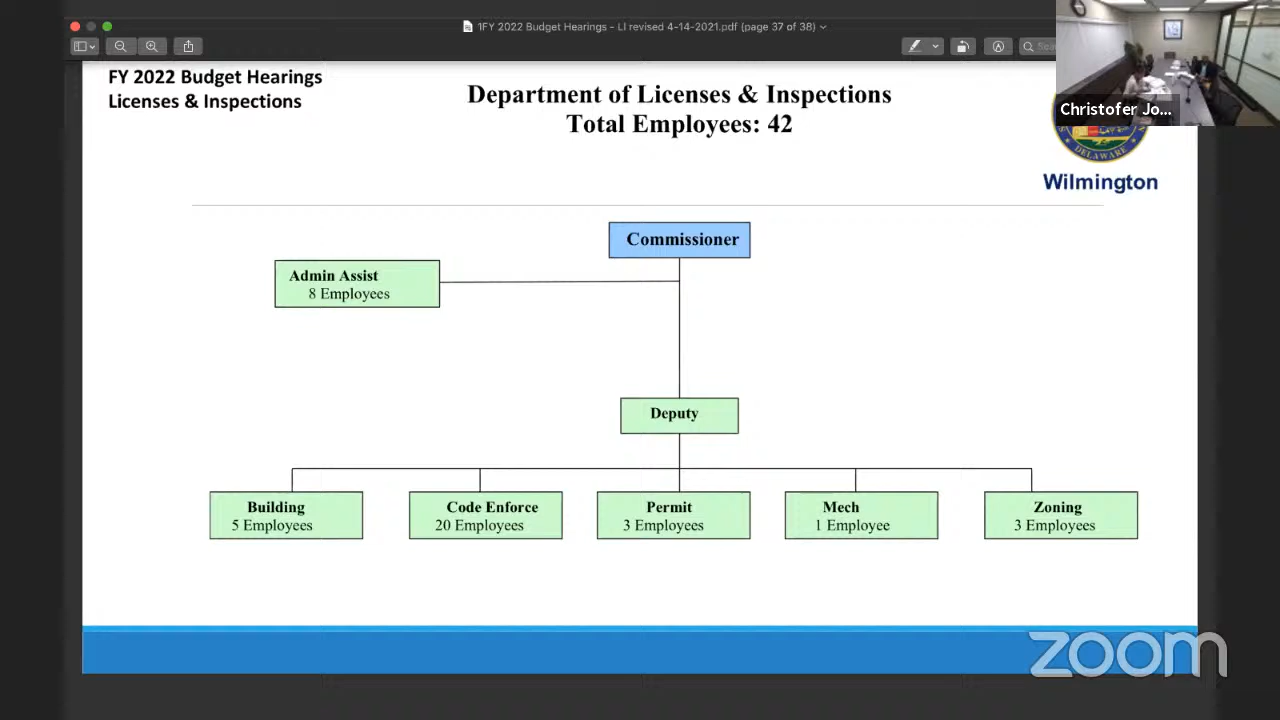 1FY 2022 Budget Hearings - LI revised 4-14-2021.pdf (page 37 of 38)
FY 2022 Budget Hearings
Licenses & Inspections
Department of Licenses & Inspections
Total Employees: 42
Christofer Jo...
DELAWARE
Wilmington
Commissioner
Admin Assist
8 Employees
Deputy
Building
5 Employees
Code Enforce
20 Employees
Permit
3 Employees
Mech
1 Employee
Zoning
3 Employees
zoom